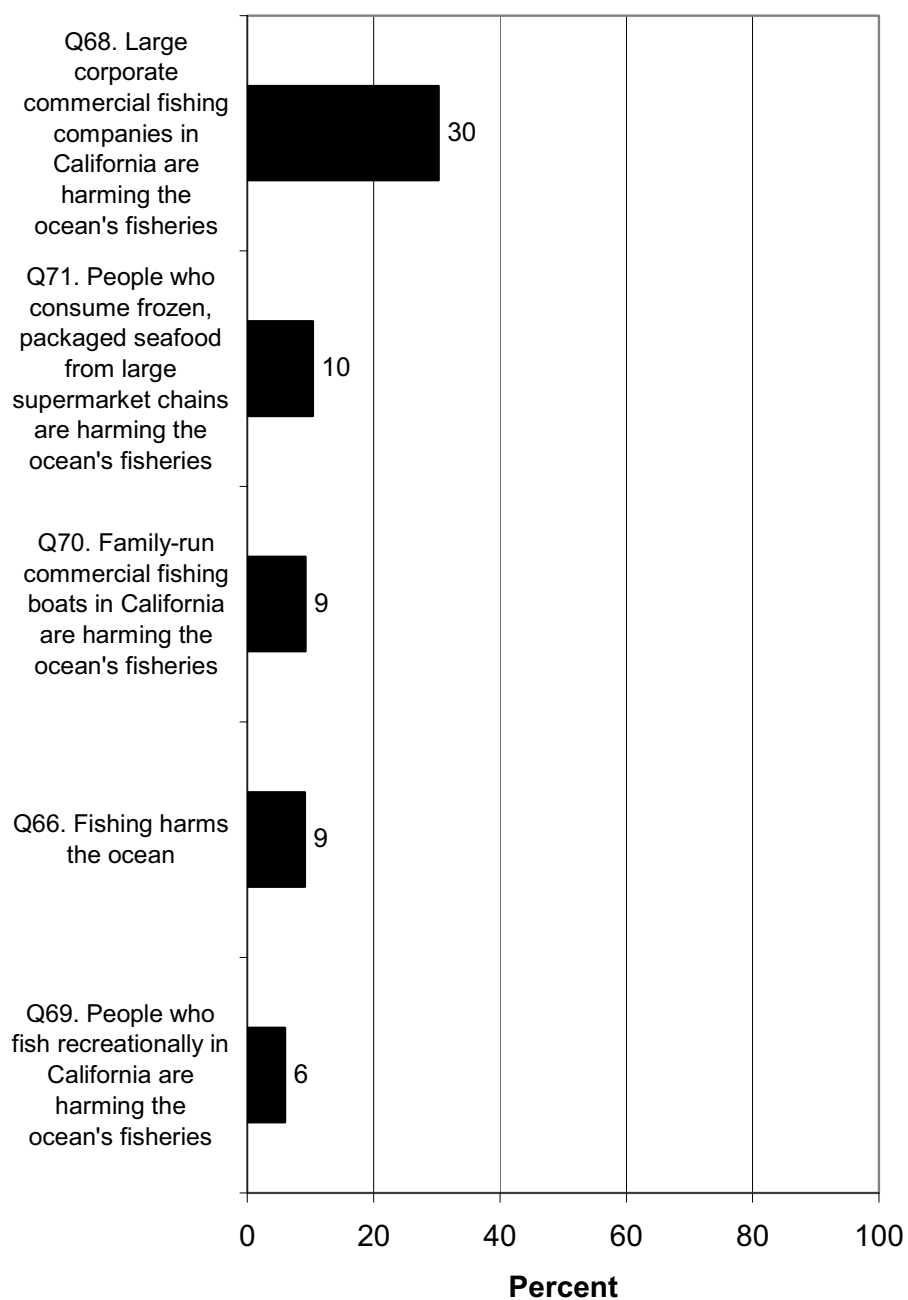 Q68. Large
corporate
commercial fishing
companies in
California are
harming the
ocean's fisheries
30
Q71. People who
consume frozen,
packaged seafood
from large
supermarket chains
are harming the
ocean's fisheries
10
Q70. Family-run
commercial fishing
boats in California
are harming the
ocean's fisheries
9
Q66. Fishing harms
the ocean
9
Q69. People who
fish recreationally in
California are
harming the
ocean's fisheries
6
0 20 40 60 80 100
Percent